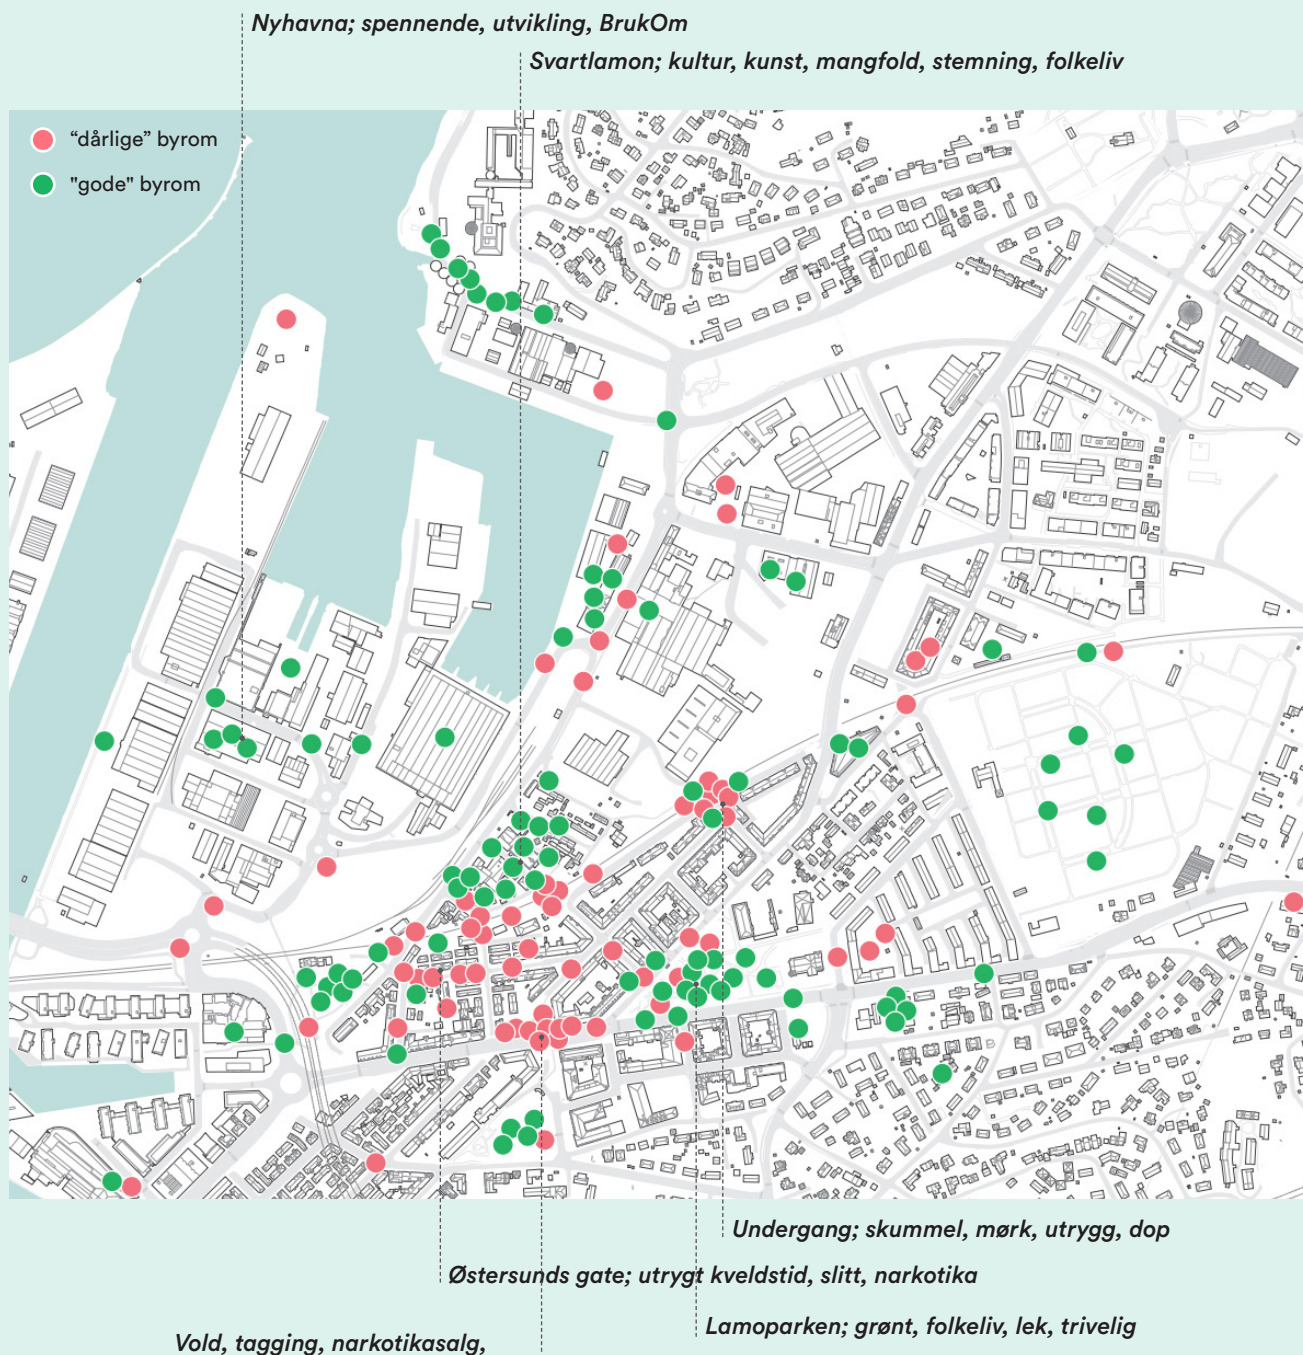 Nyhavna; spennende, utvikling, BrukOm
Svartlamon; kultur, kunst, mangfold, stemning, folkeliv
“dårlige” byrom
"gode" byrom
Undergang; skummel, mørk, utrygg, dop
Østersunds gate; utrygt kveldstid, slitt, narkotika
Lamoparken; grønt, folkeliv, lek, trivelig
Vold, tagging, narkotikasalg,